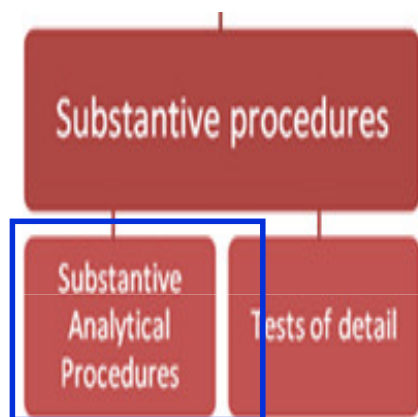 Substantive procedures
Substantive
Analytical
Procedures
Tests of detail